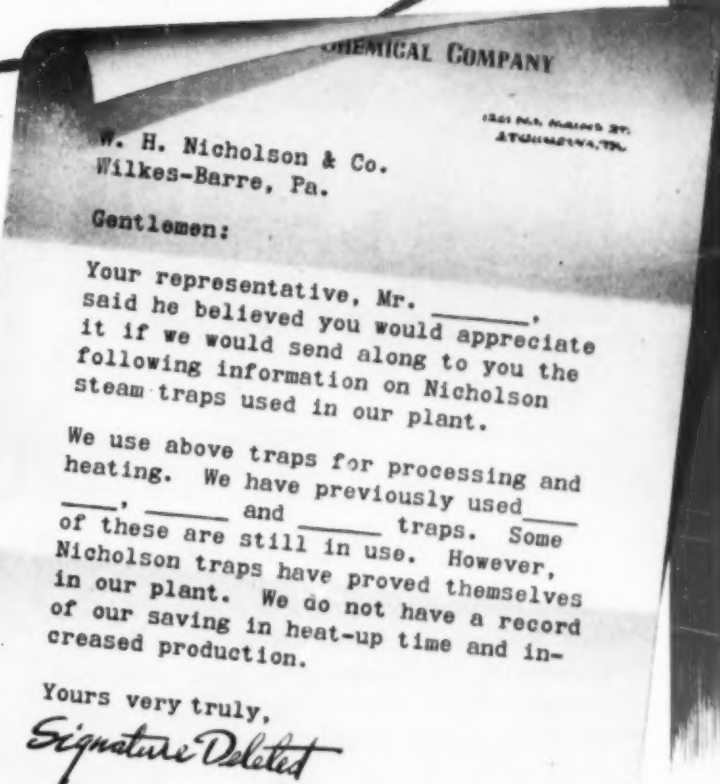 CHEMICAL COMPANY
W. H. Nicholson & Co.
Wilkes-Barre, Pa.
Gentlemen:
Your representative, Mr. ________,
said he believed you would appreciate
it if we would send along to you the
following information on Nicholson
steam traps used in our plant.
We use above traps for processing and
heating. We have previously used____
____, ______ and ______ traps. Some
of these are still in use. However,
Nicholson traps have proved themselves
in our plant. We do not have a record
of our saving in heat-up time and in-
creased production.
Yours very truly,
Signature Deleted